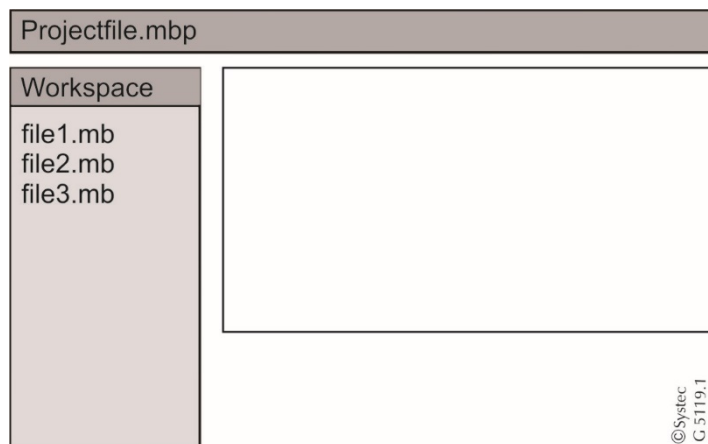 Projectfile.mbp
Workspace
file1.mb
file2.mb
file3.mb
©Systec
G 5119.1